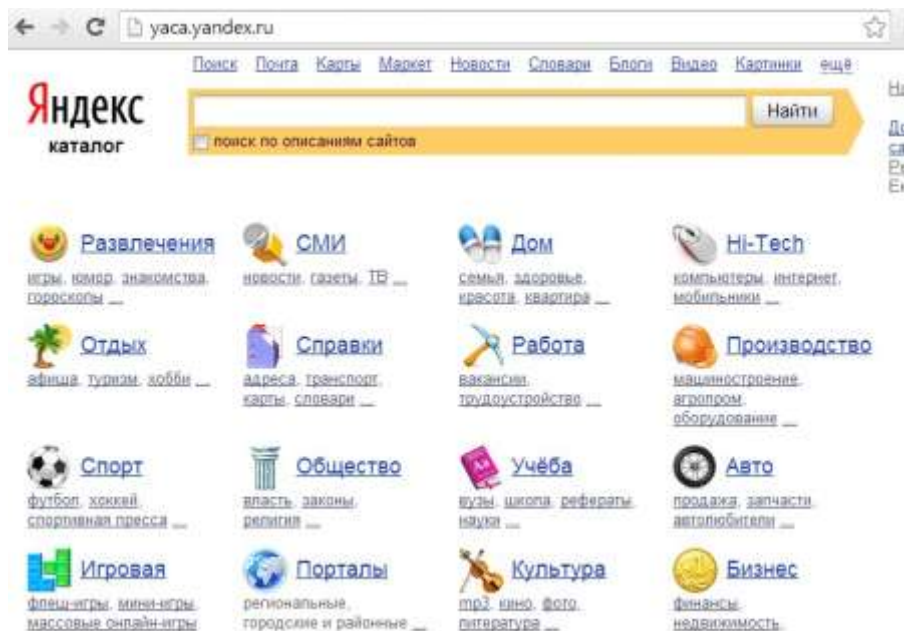 yaca.yandex.ru
Поиск Почта Карты Маркет Новости Словари Блоги Видео Картинки ещё
Яндекс
каталог
Найти
поиск по описаниям сайтов
Развлечения
игры, юмор, знакомства,
гороскопы ...
СМИ
новости, газеты, ТВ ...
Дом
семья, здоровье,
красота, квартира ...
Hi-Tech
компьютеры, интернет,
мобильники ...
Отдых
афиша, туризм, хобби ...
Справки
адреса, транспорт,
карты, словари ...
Работа
вакансии,
трудоустройство ...
Производство
машиностроение,
агропром,
оборудование ...
Спорт
футбол, хоккей,
спортивная пресса ...
Общество
власть, законы,
религия ...
Учёба
вузы, школа, рефераты,
науки ...
Авто
продажа, запчасти,
автолюбители ...
Игровая
флеш-игры, мини-игры,
массовые онлайн-игры
Порталы
региональные,
городские и районные ...
Культура
mp3, кино, фото,
литература ...
Бизнес
финансы,
недвижимость,